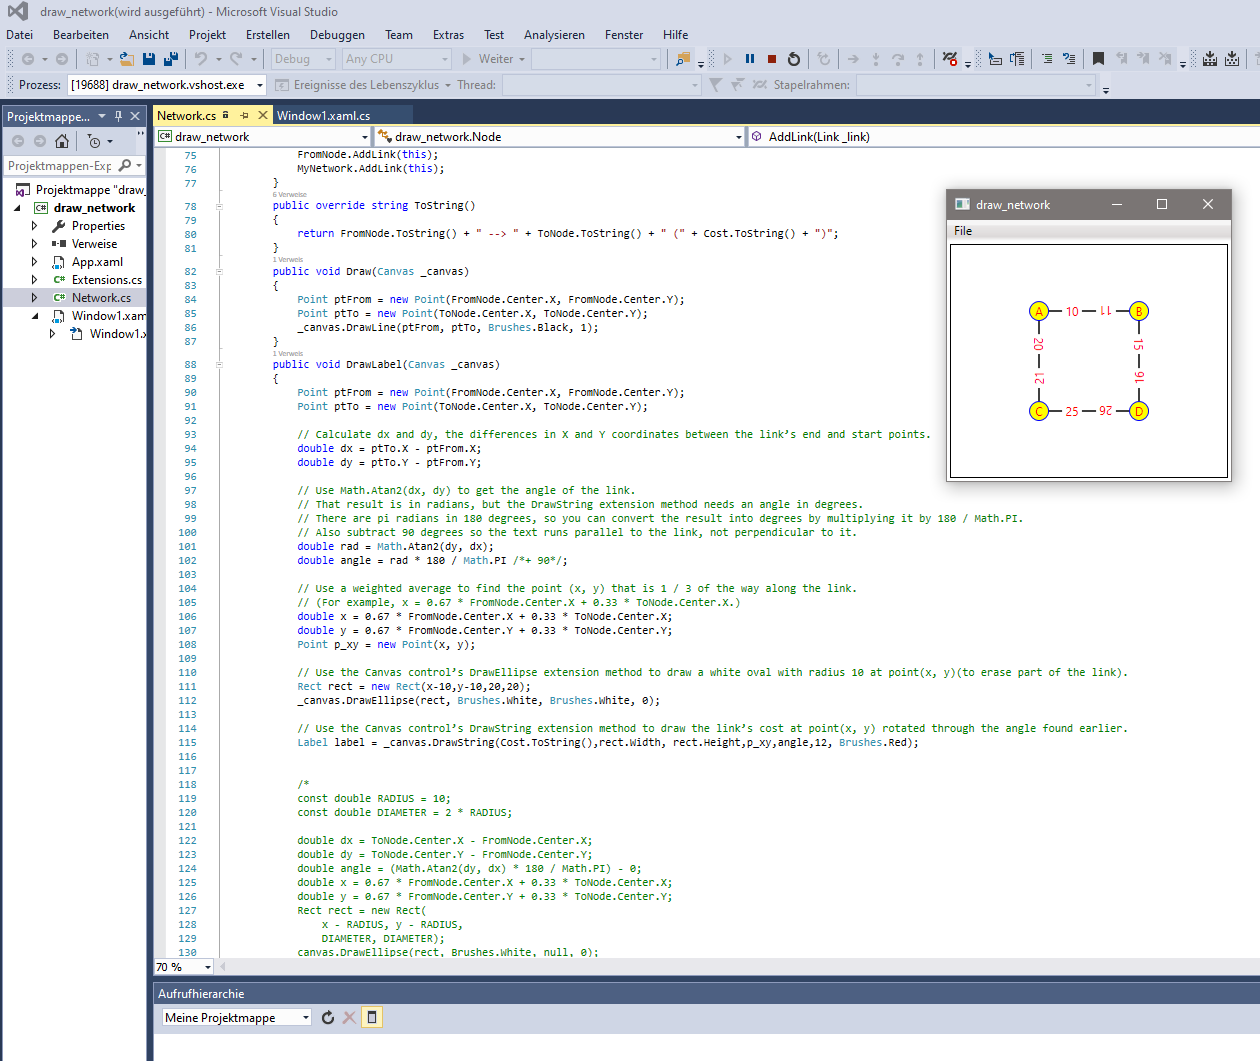 draw_network(wird ausgeführt) - Microsoft Visual Studio
Datei Bearbeiten Ansicht Projekt Erstellen Debuggen Team Extras Test Analysieren Fenster Hilfe
Debug Any CPU Weiter
Prozess: [19688] draw_network.vshost.exe Ereignisse des Lebenszyklus Thread: Stapelrahmen:
Projektmappe...
Projektmappen-Exp
Projektmappe "draw_
draw_network
Properties
Verweise
App.xaml
Extensions.cs
Network.cs
Window1.xam
Window1.x
Network.cs Window1.xaml.cs
draw_network draw_network.Node AddLink(Link _link)
75 FromNode.AddLink(this);
76 MyNetwork.AddLink(this);
77 }
6 Verweise
78 public override string ToString()
79 {
80 return FromNode.ToString() + " --> " + ToNode.ToString() + " (" + Cost.ToString() + ")";
81 }
1 Verweis
82 public void Draw(Canvas _canvas)
83 {
84 Point ptFrom = new Point(FromNode.Center.X, FromNode.Center.Y);
85 Point ptTo = new Point(ToNode.Center.X, ToNode.Center.Y);
86 _canvas.DrawLine(ptFrom, ptTo, Brushes.Black, 1);
87 }
1 Verweis
88 public void DrawLabel(Canvas _canvas)
89 {
90 Point ptFrom = new Point(FromNode.Center.X, FromNode.Center.Y);
91 Point ptTo = new Point(ToNode.Center.X, ToNode.Center.Y);
92
93 // Calculate dx and dy, the differences in X and Y coordinates between the link’s end and start points.
94 double dx = ptTo.X - ptFrom.X;
95 double dy = ptTo.Y - ptFrom.Y;
96
97 // Use Math.Atan2(dx, dy) to get the angle of the link.
98 // That result is in radians, but the DrawString extension method needs an angle in degrees.
99 // There are pi radians in 180 degrees, so you can convert the result into degrees by multiplying it by 180 / Math.PI.
100 // Also subtract 90 degrees so the text runs parallel to the link, not perpendicular to it.
101 double rad = Math.Atan2(dy, dx);
102 double angle = rad * 180 / Math.PI /*+ 90*/;
103
104 // Use a weighted average to find the point (x, y) that is 1 / 3 of the way along the link.
105 // (For example, x = 0.67 * FromNode.Center.X + 0.33 * ToNode.Center.X.)
106 double x = 0.67 * FromNode.Center.X + 0.33 * ToNode.Center.X;
107 double y = 0.67 * FromNode.Center.Y + 0.33 * ToNode.Center.Y;
108 Point p_xy = new Point(x, y);
109
110 // Use the Canvas control’s DrawEllipse extension method to draw a white oval with radius 10 at point(x, y)(to erase part of the link).
111 Rect rect = new Rect(x-10,y-10,20,20);
112 _canvas.DrawEllipse(rect, Brushes.White, Brushes.White, 0);
113
114 // Use the Canvas control’s DrawString extension method to draw the link’s cost at point(x, y) rotated through the angle found earlier.
115 Label label = _canvas.DrawString(Cost.ToString(),rect.Width, rect.Height,p_xy,angle,12, Brushes.Red);
116
117
118 /*
119 const double RADIUS = 10;
120 const double DIAMETER = 2 * RADIUS;
121
122 double dx = ToNode.Center.X - FromNode.Center.X;
123 double dy = ToNode.Center.Y - FromNode.Center.Y;
124 double angle = (Math.Atan2(dy, dx) * 180 / Math.PI) - 0;
125 double x = 0.67 * FromNode.Center.X + 0.33 * ToNode.Center.X;
126 double y = 0.67 * FromNode.Center.Y + 0.33 * ToNode.Center.Y;
127 Rect rect = new Rect(
128 x - RADIUS, y - RADIUS,
129 DIAMETER, DIAMETER);
130 canvas.DrawEllipse(rect, Brushes.White, null, 0);
70 %
draw_network
File
A 10 11 B
20 15
12 16
C 25 26 D
Aufrufhierarchie
Meine Projektmappe